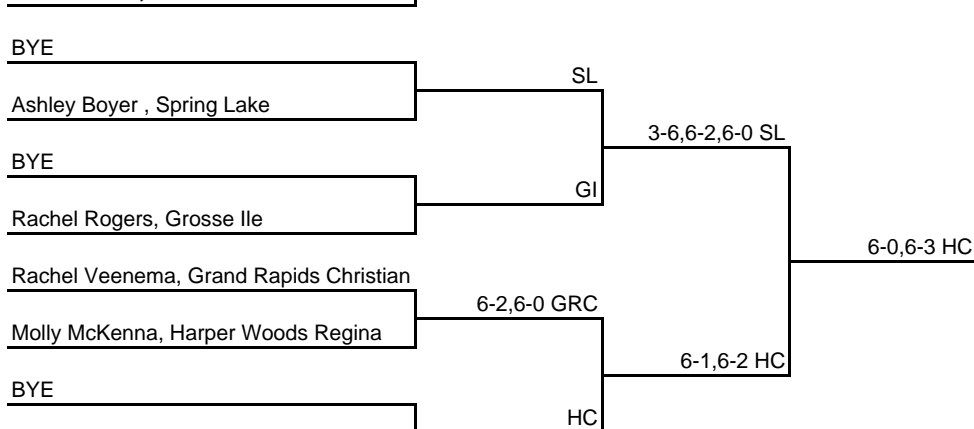 BYE
SL
Ashley Boyer , Spring Lake
3-6,6-2,6-0 SL
BYE
GI
Rachel Rogers, Grosse Ile
6-0,6-3 HC
Rachel Veenema, Grand Rapids Christian
6-2,6-0 GRC
Molly McKenna, Harper Woods Regina
6-1,6-2 HC
BYE
HC